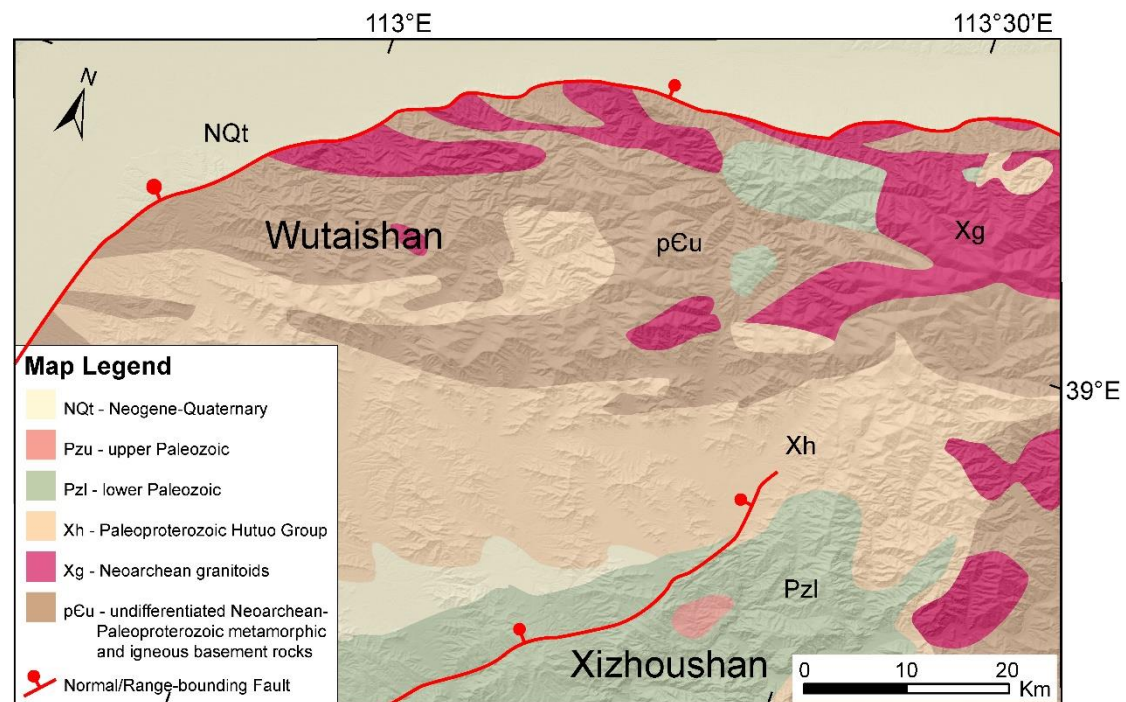 113°E
113°30'E
N
NQt
Wutaishan
pЄu
Xg
39°E
Xh
Pzl
Xizhoushan
Map Legend
NQt - Neogene-Quaternary
Pzu - upper Paleozoic
Pzl - lower Paleozoic
Xh - Paleoproterozoic Hutuo Group
Xg - Neoarchean granitoids
pЄu - undifferentiated Neoarchean-
Paleoproterozoic metamorphic
and igneous basement rocks
Normal/Range-bounding Fault
0 10 20
Km